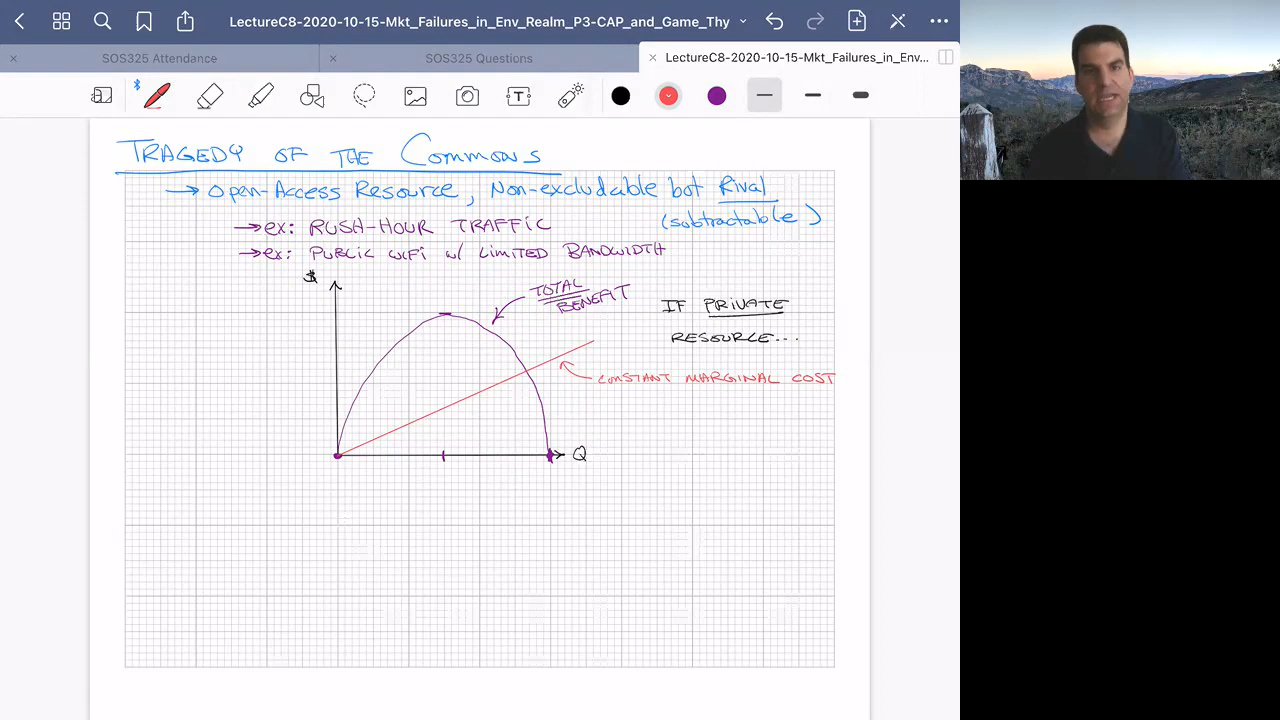 LectureC8-2020-10-15-Mkt_Failures_in_Env_Realm_P3-CAP_and_Game_Thy
SOS325 Attendance
SOS325 Questions
LectureC8-2020-10-15-Mkt_Failures_in_Env...
TRAGEDY OF THE COMMONS
→ OPEN-ACCESS RESOURCE, NON-excludable bot Rival
(subtractable)
→ex: RUSH-HOUR TRAFFIC
→ex: PUBLIC WIFI w/ LIMITED BANDWIDTH
$
TOTAL
BENEFIT
IF PRIVATE
RESOURCE...
CONSTANT MARGINAL COST
Q